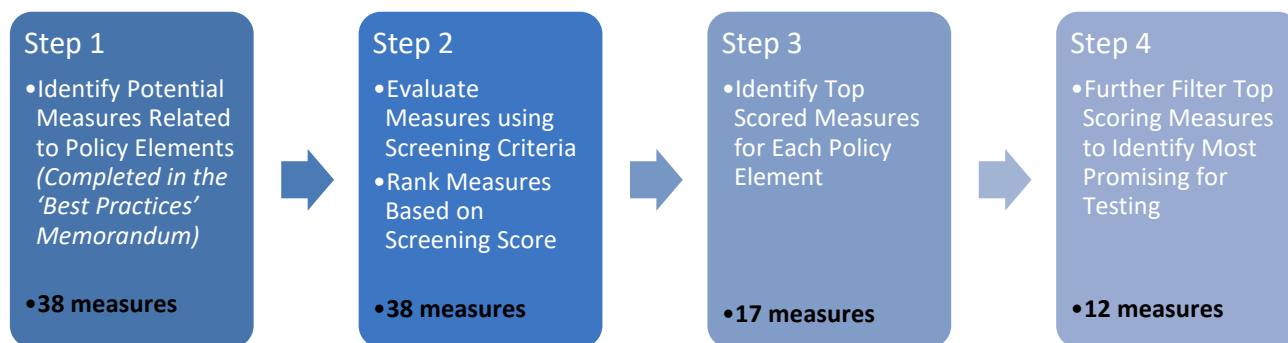 Step 1
•Identify Potential
Measures Related
to Policy Elements
(Completed in the
‘Best Practices’
Memorandum)
•38 measures
Step 2
•Evaluate
Measures using
Screening Criteria
•Rank Measures
Based on
Screening Score
•38 measures
Step 3
•Identify Top
Scored Measures
for Each Policy
Element
•17 measures
Step 4
•Further Filter Top
Scoring Measures
to Identify Most
Promising for
Testing
•12 measures